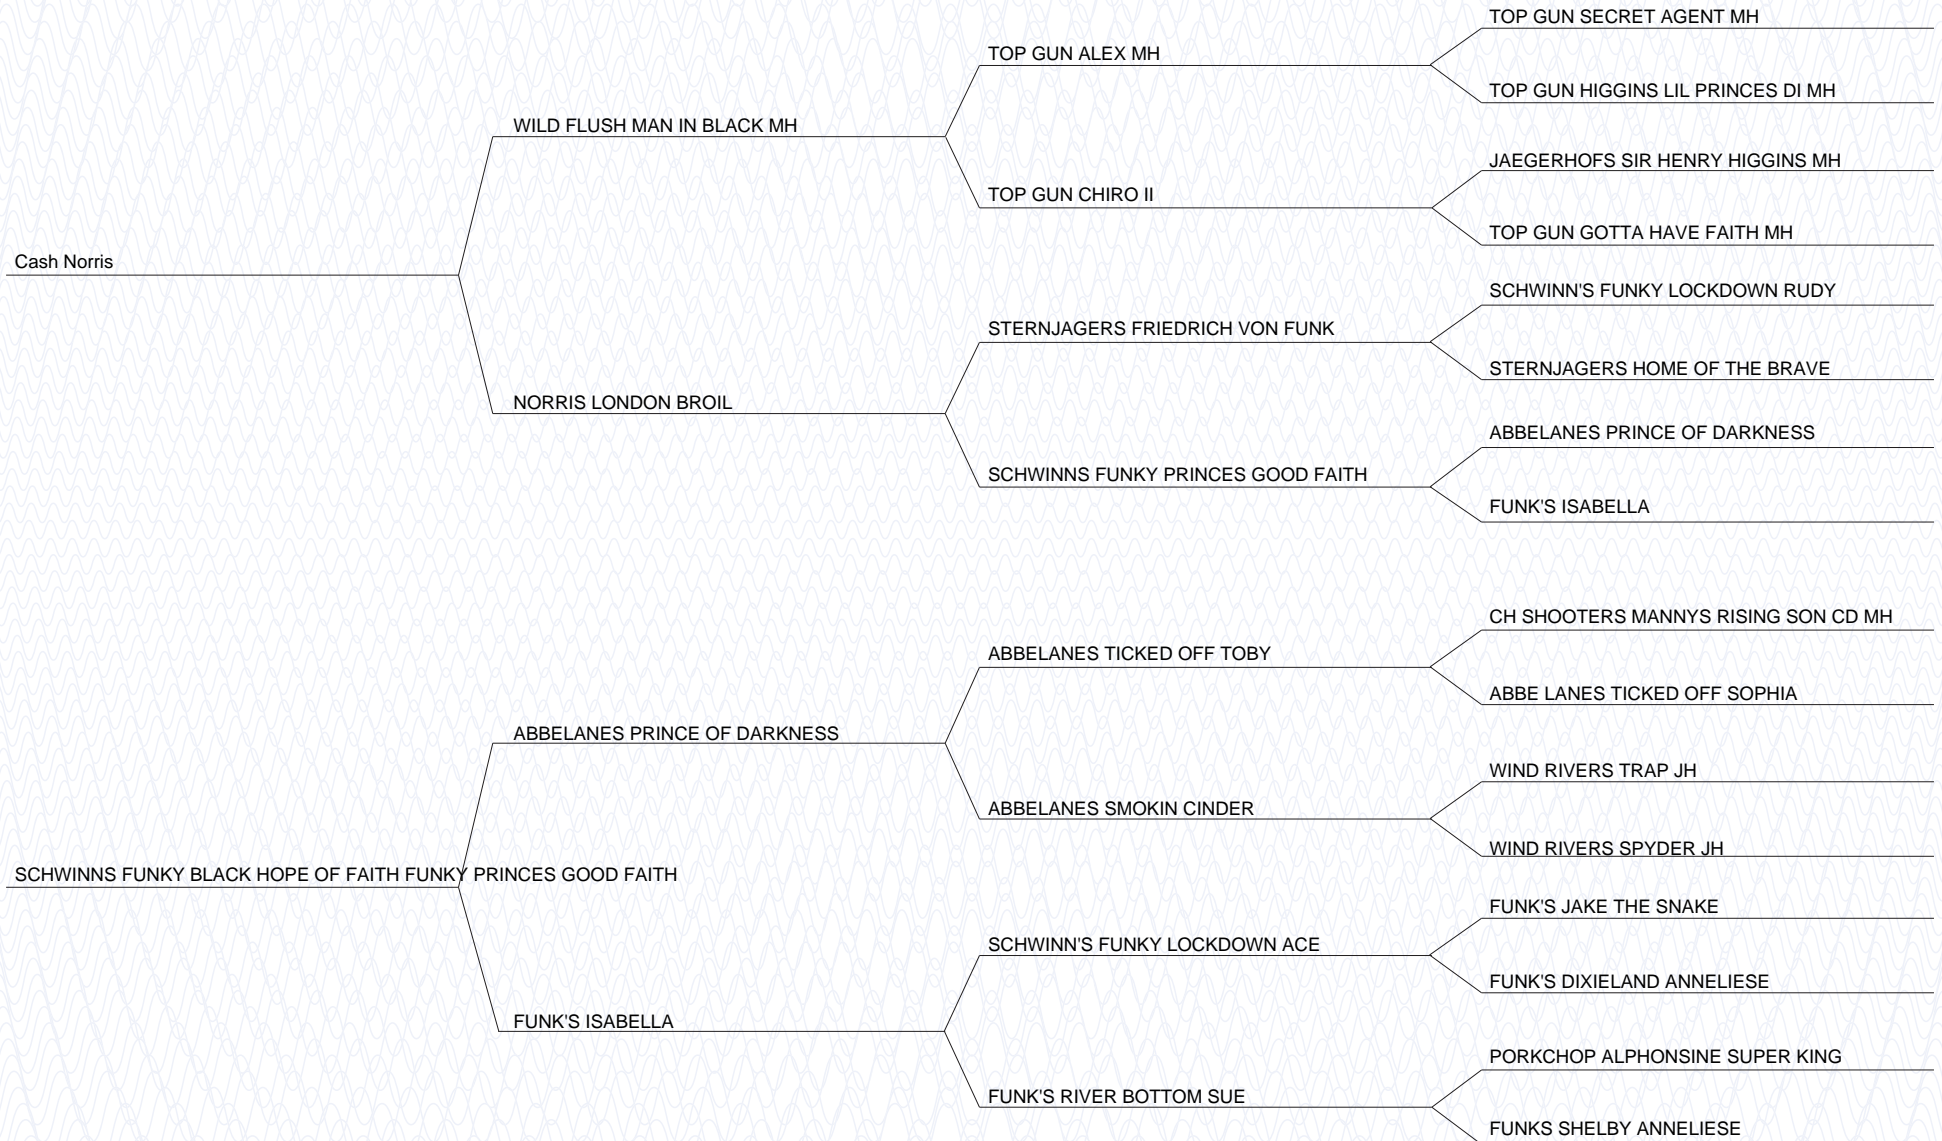 TOP GUN SECRET AGENT MH
TOP GUN ALEX MH
TOP GUN HIGGINS LIL PRINCES DI MH
WILD FLUSH MAN IN BLACK MH
JAEGERHOFS SIR HENRY HIGGINS MH
TOP GUN CHIRO II
TOP GUN GOTTA HAVE FAITH MH
Cash Norris
SCHWINN'S FUNKY LOCKDOWN RUDY
STERNJAGERS FRIEDRICH VON FUNK
STERNJAGERS HOME OF THE BRAVE
NORRIS LONDON BROIL
ABBELANES PRINCE OF DARKNESS
SCHWINNS FUNKY PRINCES GOOD FAITH
FUNK'S ISABELLA
CH SHOOTERS MANNYS RISING SON CD MH
ABBELANES TICKED OFF TOBY
ABBE LANES TICKED OFF SOPHIA
ABBELANES PRINCE OF DARKNESS
WIND RIVERS TRAP JH
ABBELANES SMOKIN CINDER
WIND RIVERS SPYDER JH
SCHWINNS FUNKY BLACK HOPE OF FAITH FUNKY PRINCES GOOD FAITH
FUNK'S JAKE THE SNAKE
SCHWINN'S FUNKY LOCKDOWN ACE
FUNK'S DIXIELAND ANNELIESE
FUNK'S ISABELLA
PORKCHOP ALPHONSINE SUPER KING
FUNK'S RIVER BOTTOM SUE
FUNKS SHELBY ANNELIESE